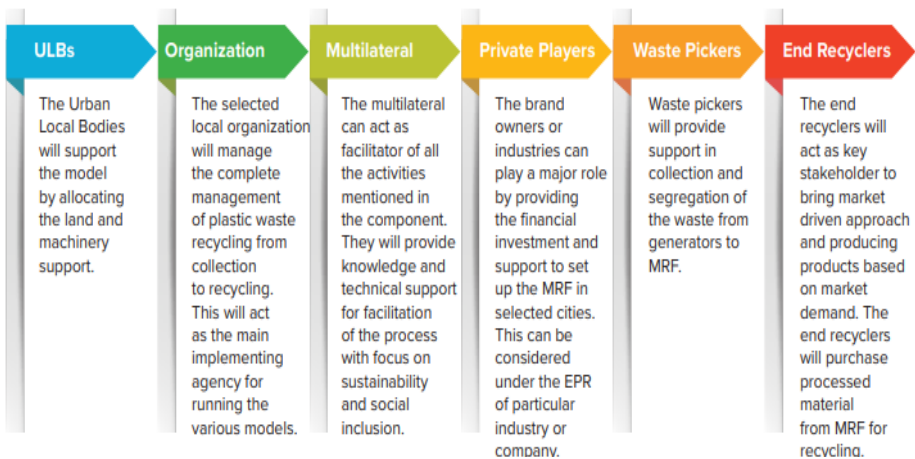 ULBs
The Urban
Local Bodies
will support
the model
by allocating
the land and
machinery
support.
Organization
The selected
local organization
will manage
the complete
management
of plastic waste
recycling from
collection
to recycling.
This will act
as the main
implementing
agency for
running the
various models.
Multilateral
The multilateral
can act as
facilitator of all
the activities
mentioned in
the component.
They will provide
knowledge and
technical support
for facilitation
of the process
with focus on
sustainability
and social
inclusion.
Private Players
The brand
owners or
industries can
play a major role
by providing
the financial
investment and
support to set
up the MRF in
selected cities.
This can be
considered
under the EPR
of particular
industry or
company.
Waste Pickers
Waste pickers
will provide
support in
collection and
segregation of
the waste from
generators to
MRF.
End Recyclers
The end
recyclers will
act as key
stakeholder to
bring market
driven approach
and producing
products based
on market
demand. The
end recyclers
will purchase
processed
material
from MRF for
recycling.